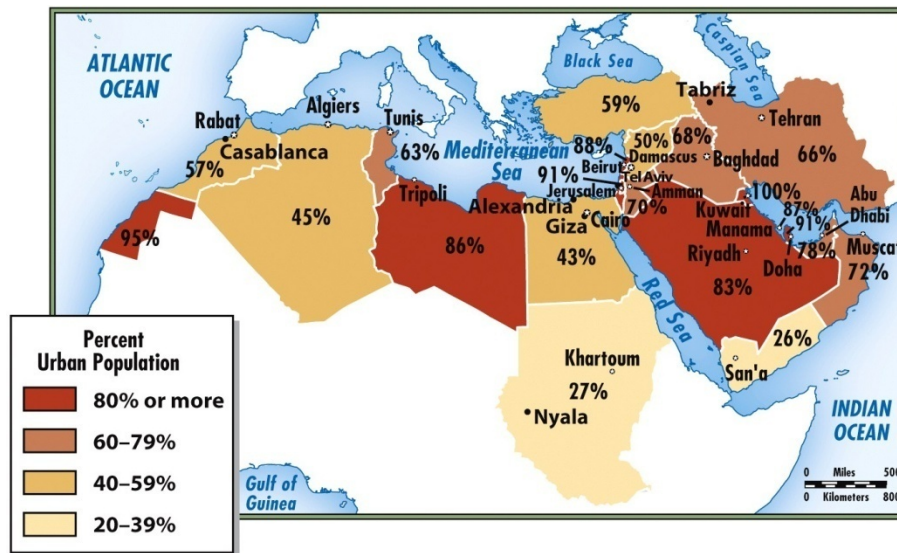 ATLANTIC
OCEAN
Black Sea
Caspian Sea
59%
Tabriz
Tehran
Algiers
Tunis
Rabat
Casablanca
57%
63%
Mediterranean
Sea
88%
50%
68%
Damascus
Beirut
Baghdad
66%
91%
Tel Aviv
Jerusalem
Amman
70%
100%
Abu
Dhabi
Kuwait
87%
Manama
91%
Tripoli
Alexandria
Giza
Cairo
95%
45%
86%
43%
Riyadh
Doha
78%
Muscat
72%
83%
Red Sea
26%
San'a
Khartoum
27%
Nyala
INDIAN
OCEAN
Gulf of
Guinea
0 Miles 500
0 Kilometers 800
Percent
Urban Population
80% or more
60–79%
40–59%
20–39%